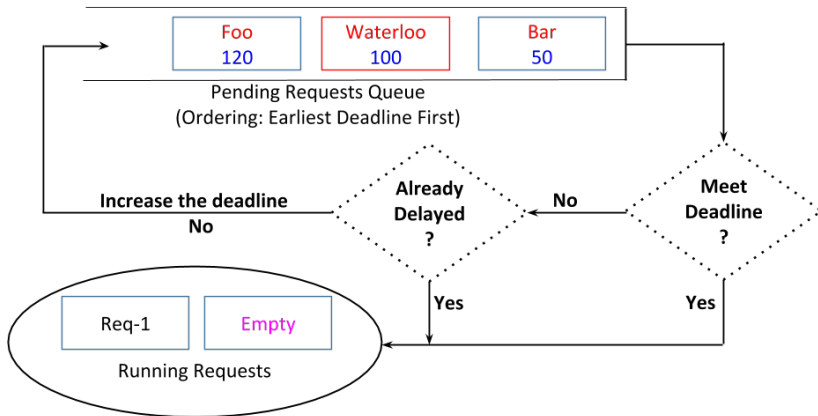 Foo
120
Waterloo
100
Bar
50
Pending Requests Queue
(Ordering: Earliest Deadline First)
Increase the deadline
No
Already
Delayed
?
No
Meet
Deadline
?
Yes
Yes
Req-1
Empty
Running Requests